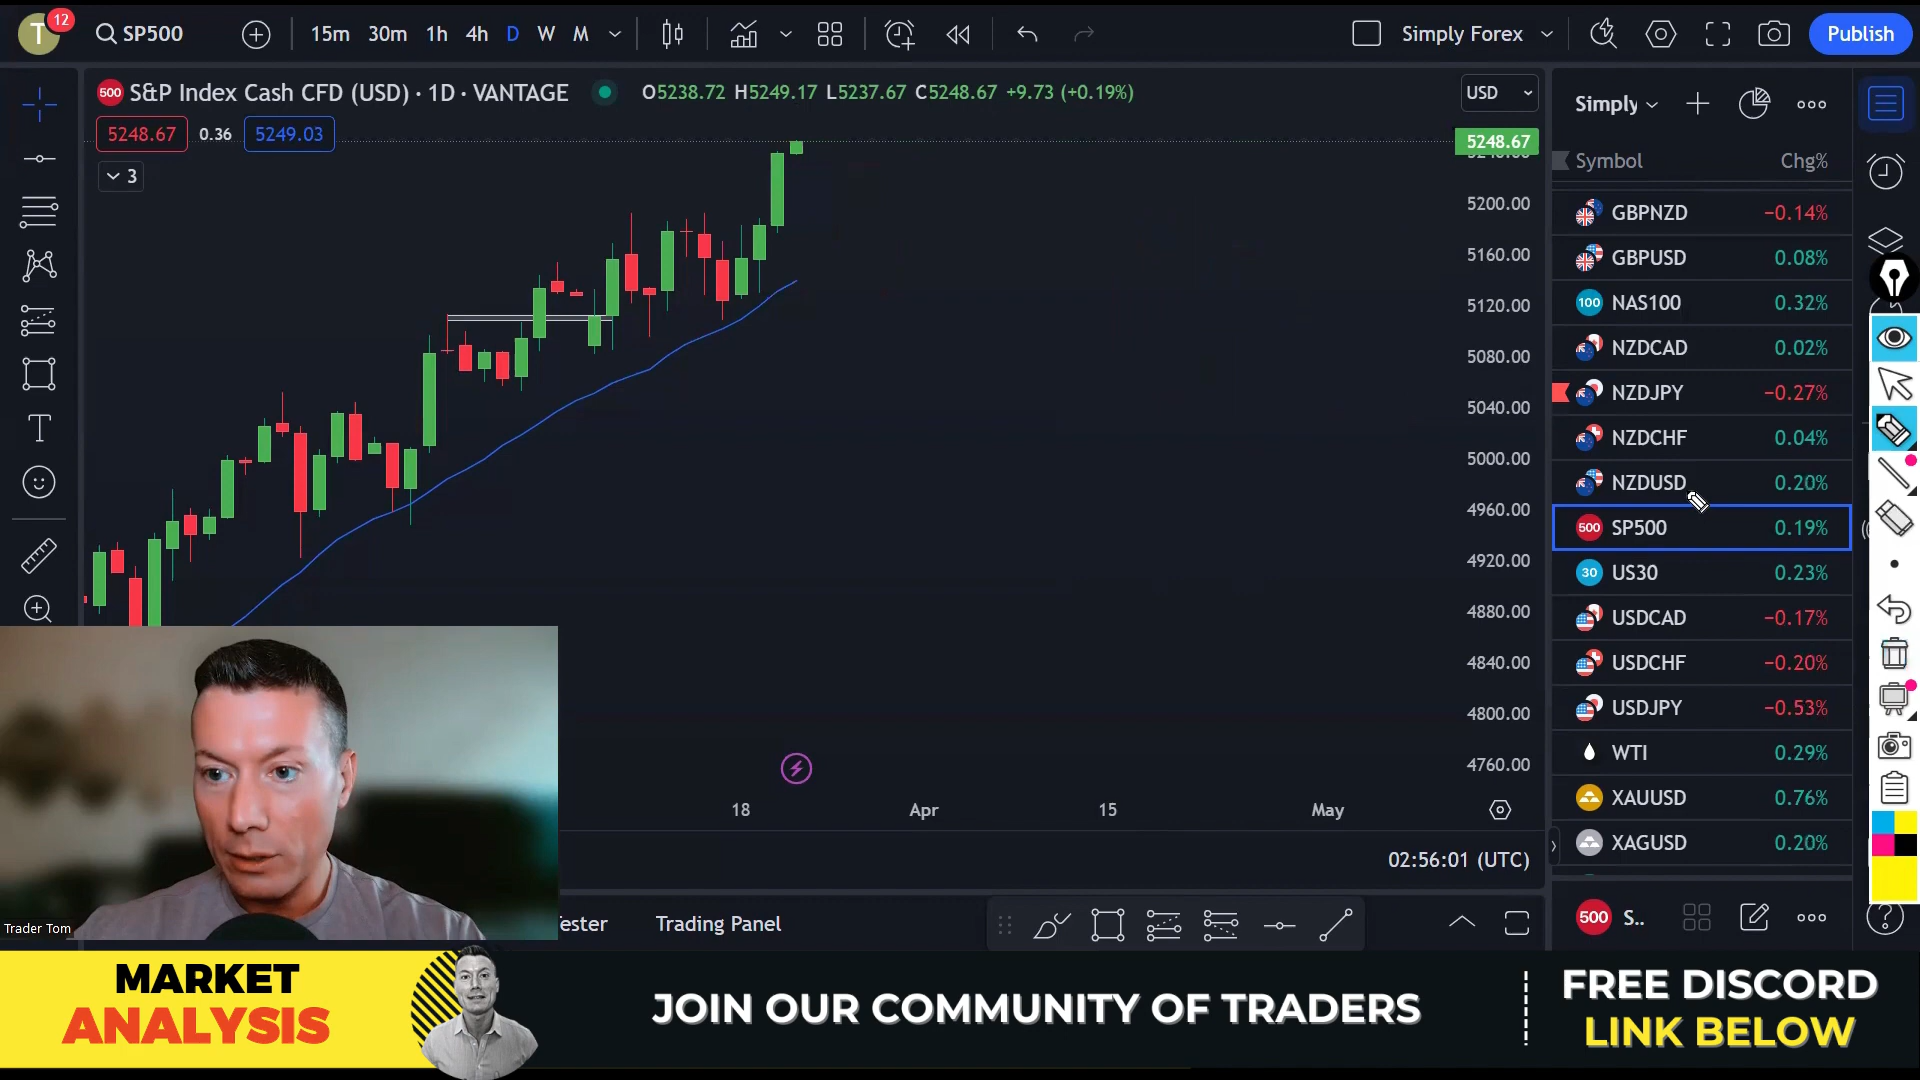 T
12
SP500
15m 30m 1h 4h D W M
Simply Forex
Publish
500 S&P Index Cash CFD (USD) · 1D · VANTAGE
O5238.72 H5249.17 L5237.67 C5248.67 +9.73 (+0.19%)
USD
5248.67 0.36 5249.03
3
5248.67
5200.00
5160.00
5120.00
5080.00
5040.00
5000.00
4960.00
4920.00
4880.00
4840.00
4800.00
4760.00
18 Apr 15 May
02:56:01 (UTC)
Simply
Symbol Chg%
GBPNZD −0.14%
GBPUSD 0.08%
100 NAS100 0.32%
NZDCAD 0.02%
NZDJPY −0.27%
NZDCHF 0.04%
NZDUSD 0.20%
500 SP500 0.19%
30 US30 0.23%
USDCAD −0.17%
USDCHF −0.20%
USDJPY −0.53%
WTI 0.29%
XAUUSD 0.76%
XAGUSD 0.20%
500 S..
Trading Panel
Trader Tom
MARKET
ANALYSIS
JOIN OUR COMMUNITY OF TRADERS
FREE DISCORD
LINK BELOW